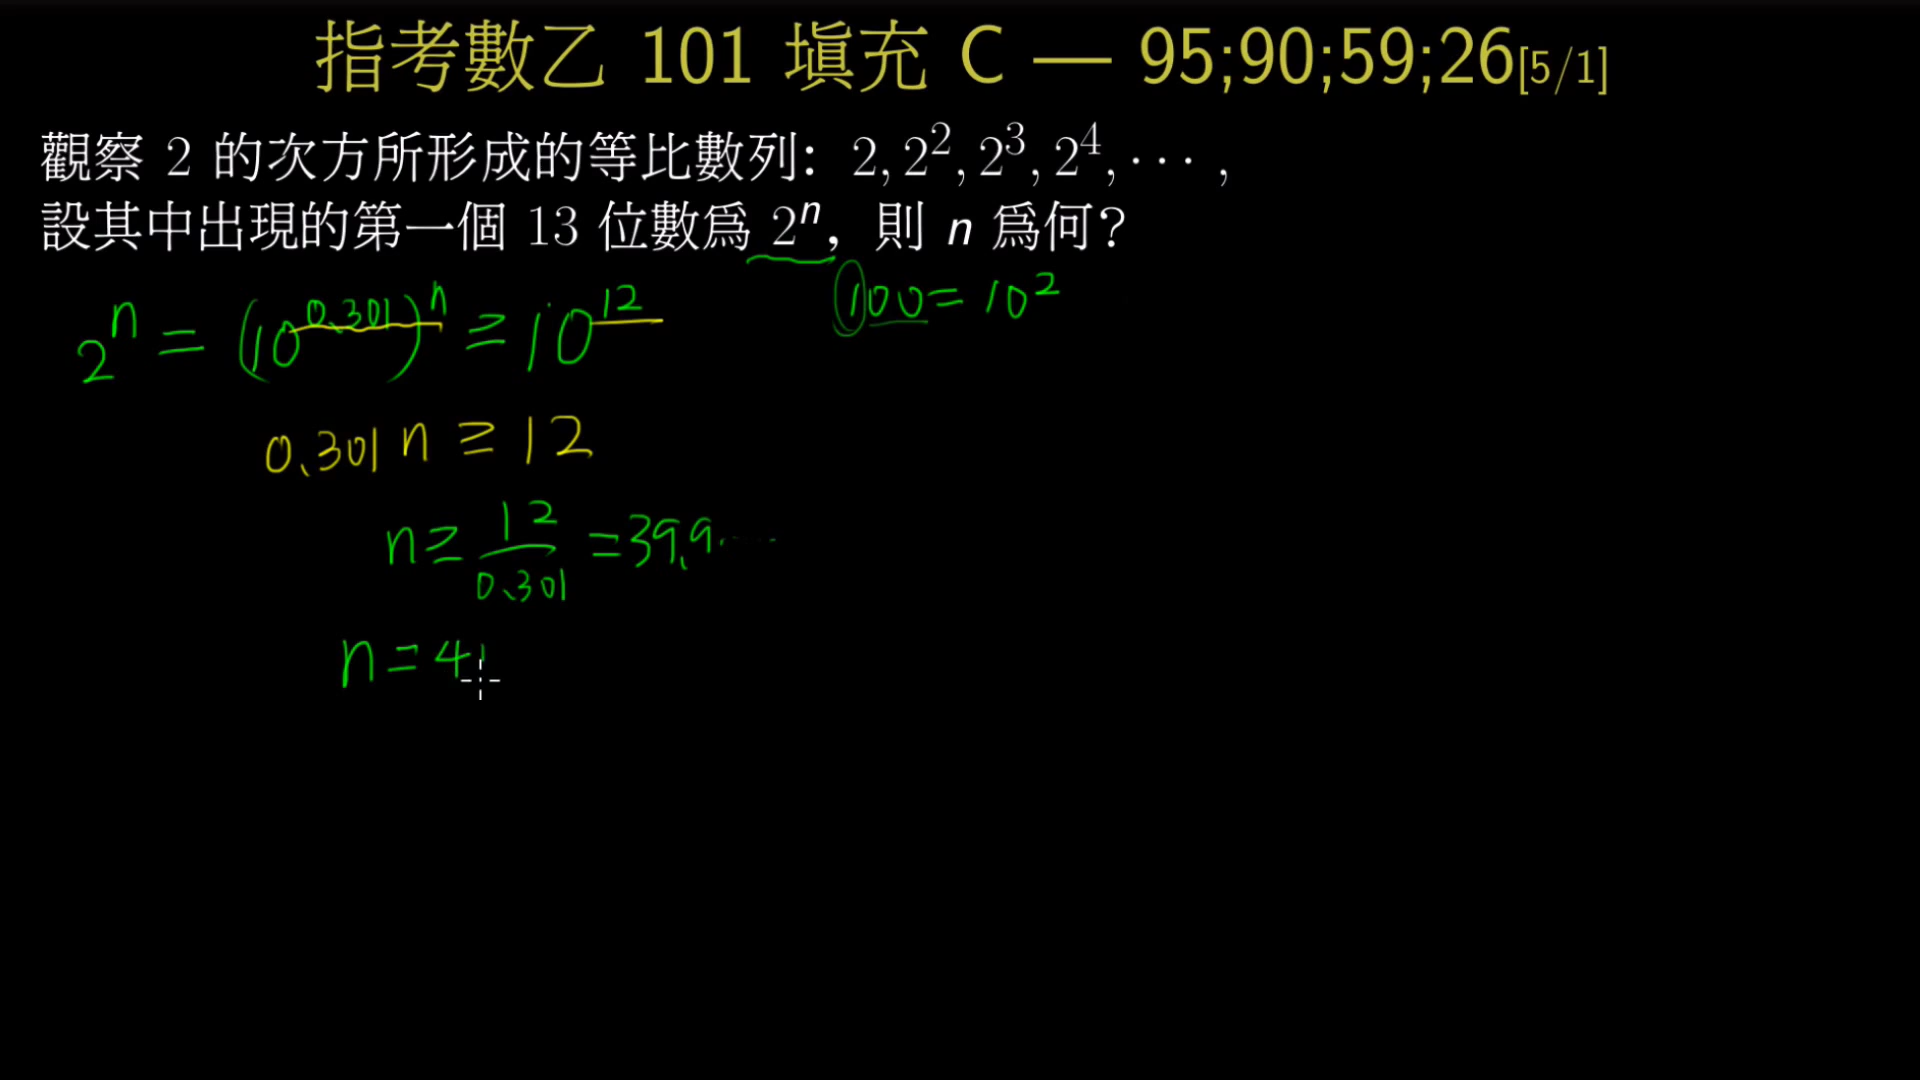 指考數乙 101 填充 C — 95;90;59;26[5/1]
觀察 2 的次方所形成的等比數列: 2, 2², 2³, 2⁴, ⋯ ,
設其中出現的第一個 13 位數爲 2ⁿ, 則 n 爲何?
2ⁿ = (10^0.301)ⁿ ≥ 10¹² 100 = 10²
0.301 n ≥ 12
n ≥ 12/0.301 = 39.9.....
n = 4